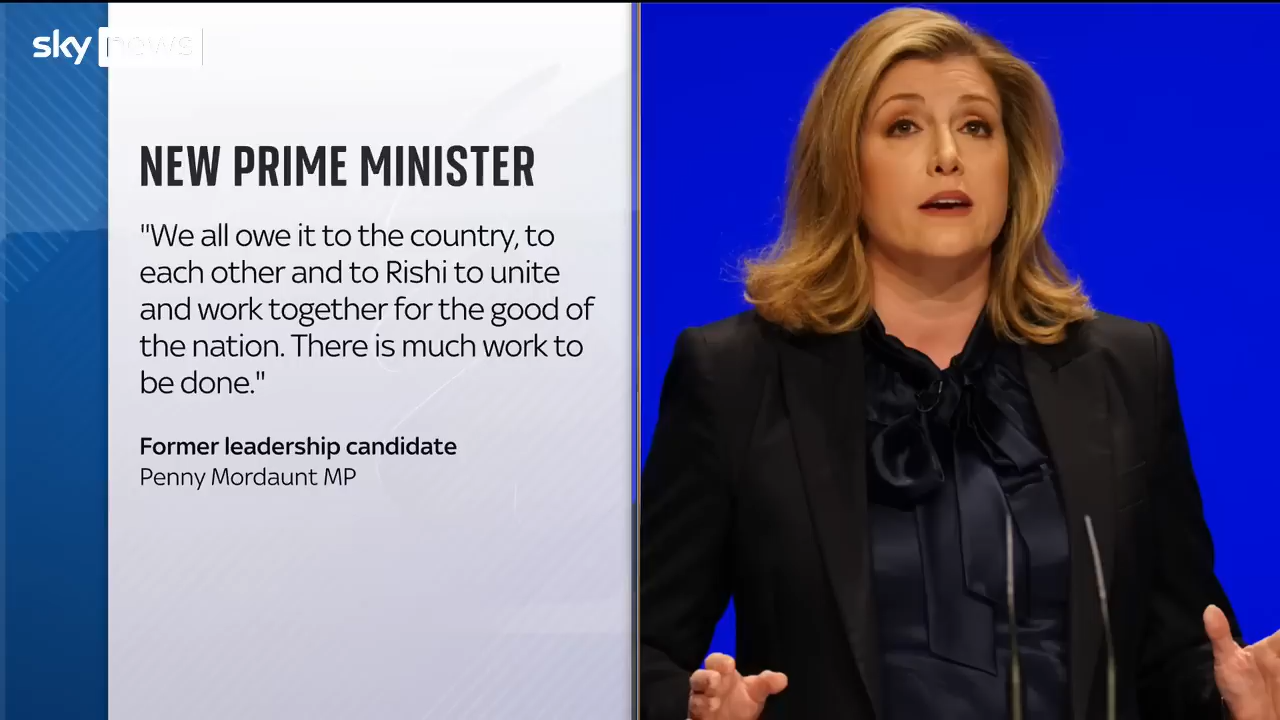 sky news
NEW PRIME MINISTER
"We all owe it to the country, to
each other and to Rishi to unite
and work together for the good of
the nation. There is much work to
be done."
Former leadership candidate
Penny Mordaunt MP